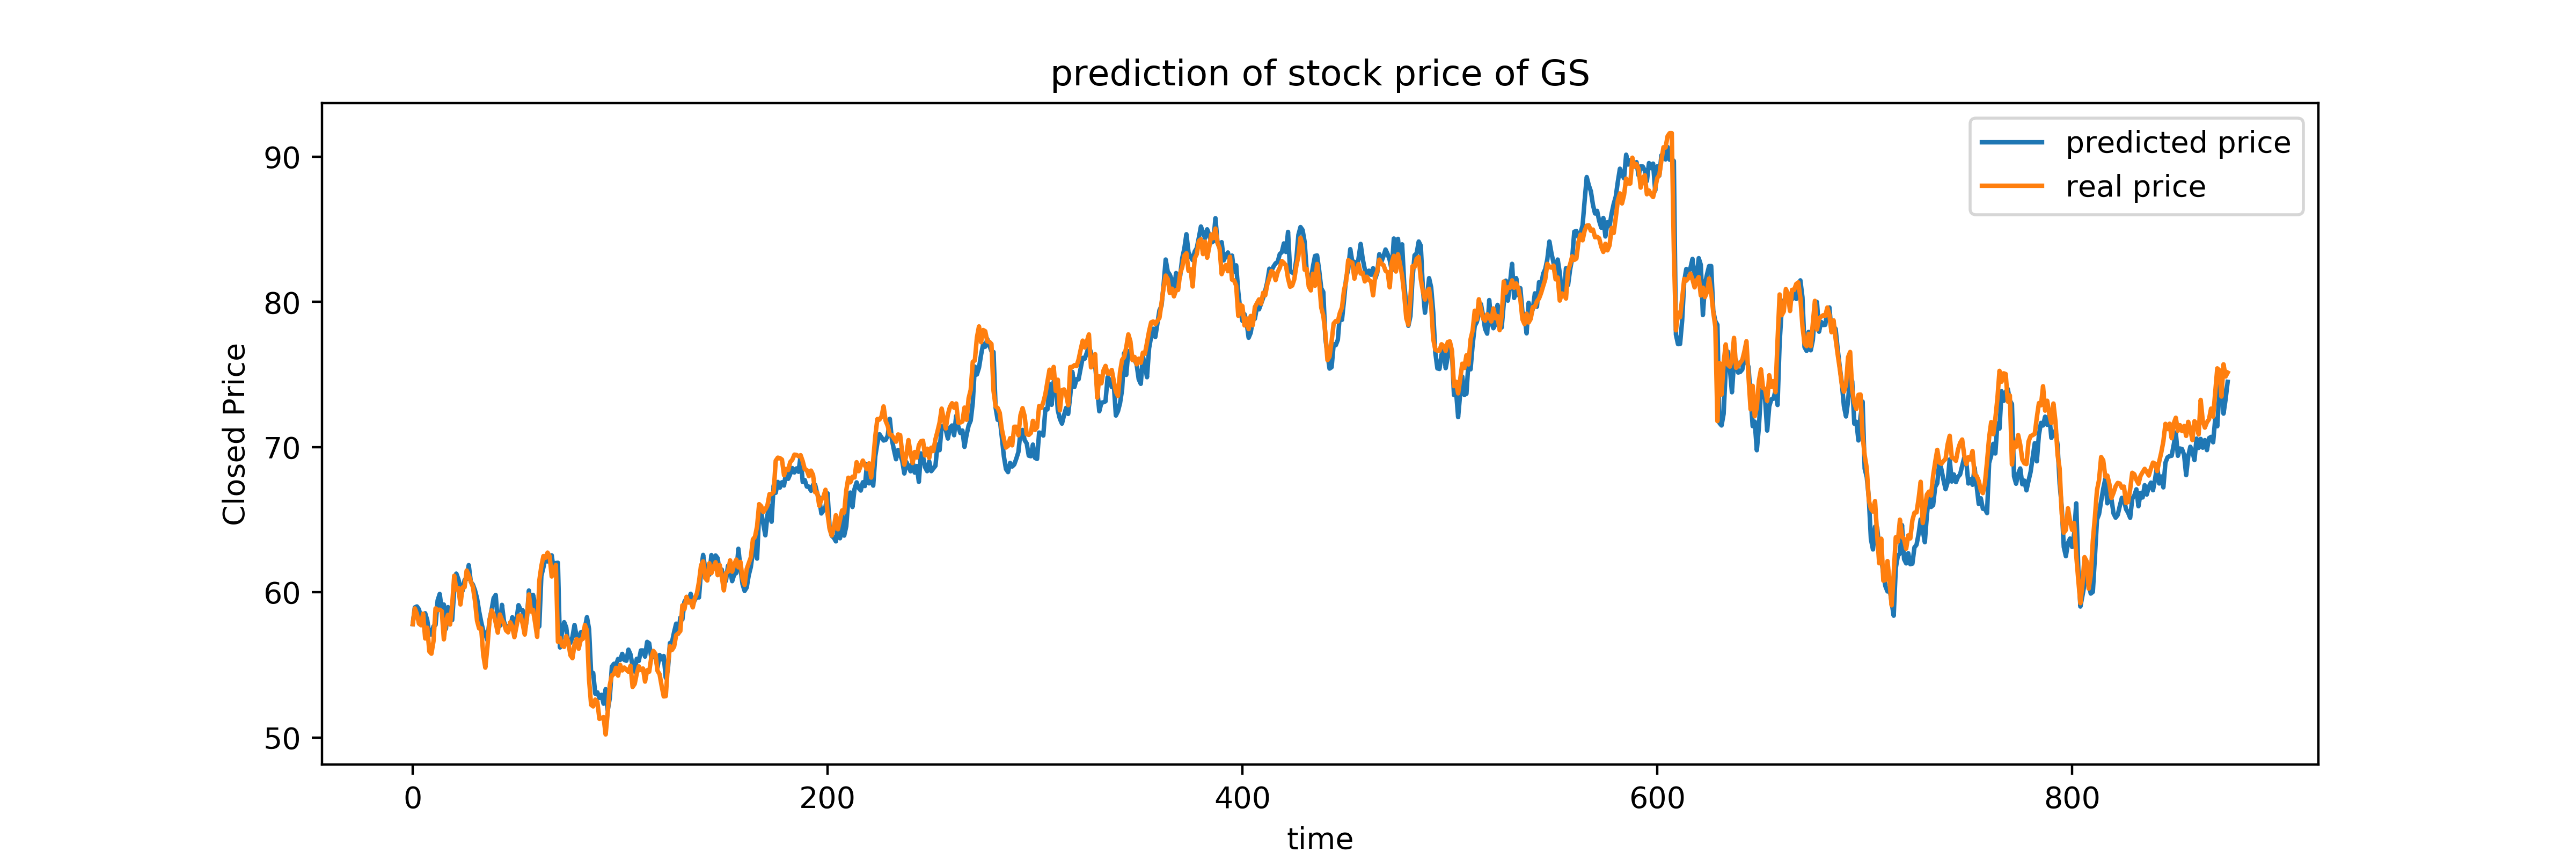 prediction of stock price of GS
predicted price
real price
90
80
70
60
50
Closed Price
0 200 400 600 800
time